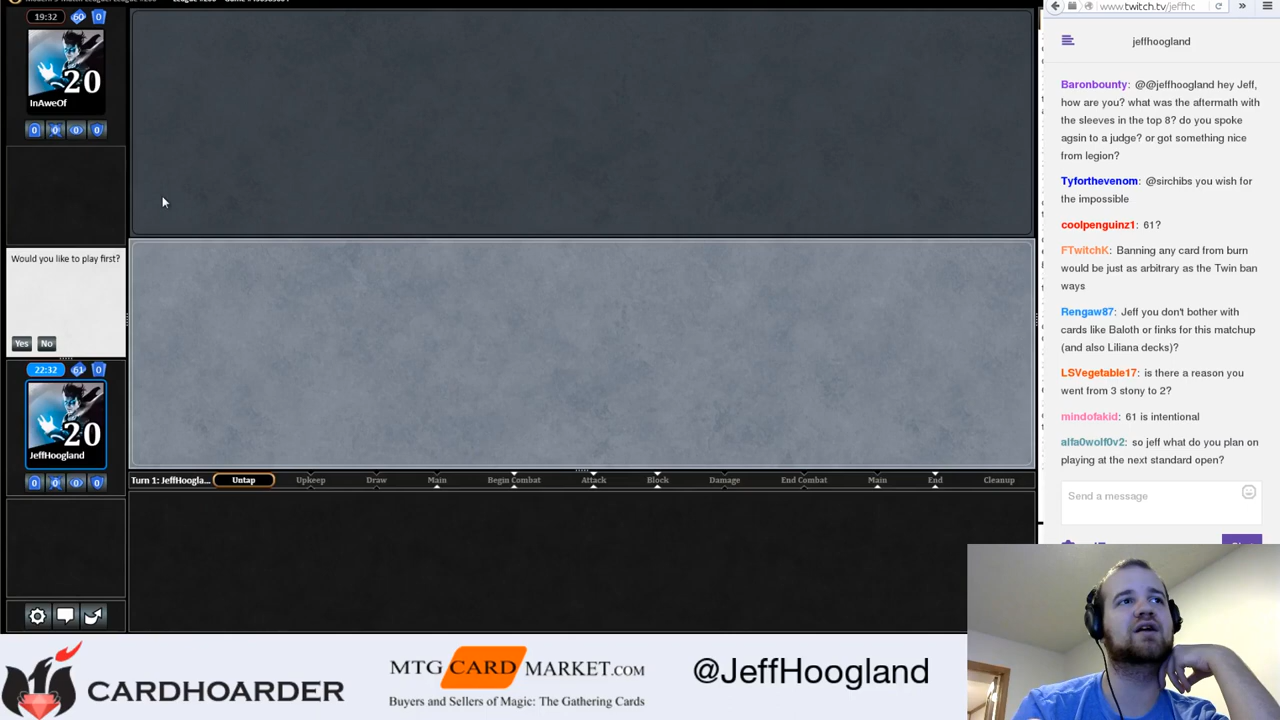 19:32 60 0
20
InAweOf
0 0 0 0
Would you like to play first?
Yes No
22:32 61 0
20
JeffHoogland
0 0 0 0
Turn 1: JeffHoogla... Untap Upkeep Draw Main Begin Combat Attack Block Damage End Combat Main End Cleanup
www.twitch.tv/jeffhc
jeffhoogland
Baronbounty: @@jeffhoogland hey Jeff,
how are you? what was the aftermath with
the sleeves in the top 8? do you spoke
agsin to a judge? or got something nice
from legion?
Tyforthevenom: @sirchibs you wish for
the impossible
coolpenguinz1: 61?
FTwitchK: Banning any card from burn
would be just as arbitrary as the Twin ban
ways
Rengaw87: Jeff you don't bother with
cards like Baloth or finks for this matchup
(and also Liliana decks)?
LSVegetable17: is there a reason you
went from 3 stony to 2?
mindofakid: 61 is intentional
alfa0wolf0v2: so jeff what do you plan on
playing at the next standard open?
Send a message
CARDHOARDER
MTG CARD MARKET.COM
Buyers and Sellers of Magic: The Gathering Cards
@JeffHoogland